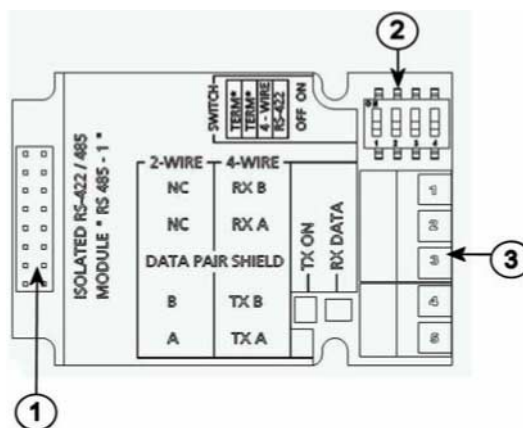 1
2
3
SWITCH
TERM*
TERM*
4 - WIRE
RS-422
OFF ON
ON
1 2 3 4
ISOLATED RS-422 / 485
MODULE * RS 485 - 1 *
2-WIRE 4-WIRE
NC RX B
NC RX A
DATA PAIR SHIELD
B TX B
A TX A
TX ON
RX DATA
1
2
3
4
5